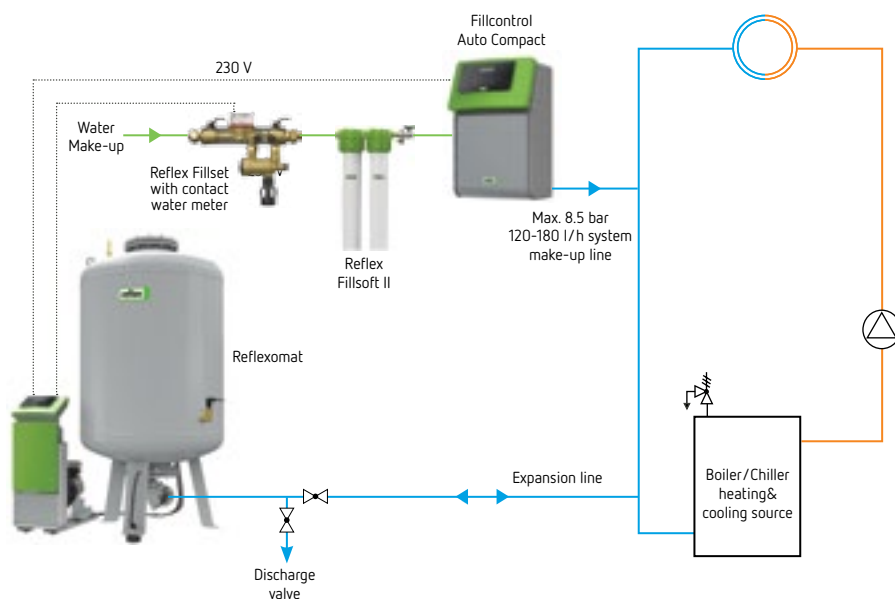 Fillcontrol
Auto Compact
230 V
Water
Make-up
Reflex Fillset
with contact
water meter
Max. 8.5 bar
120-180 l/h system
make-up line
Reflex
Fillsoft II
Reflexomat
Expansion line
Boiler/Chiller
heating&
cooling source
Discharge
valve